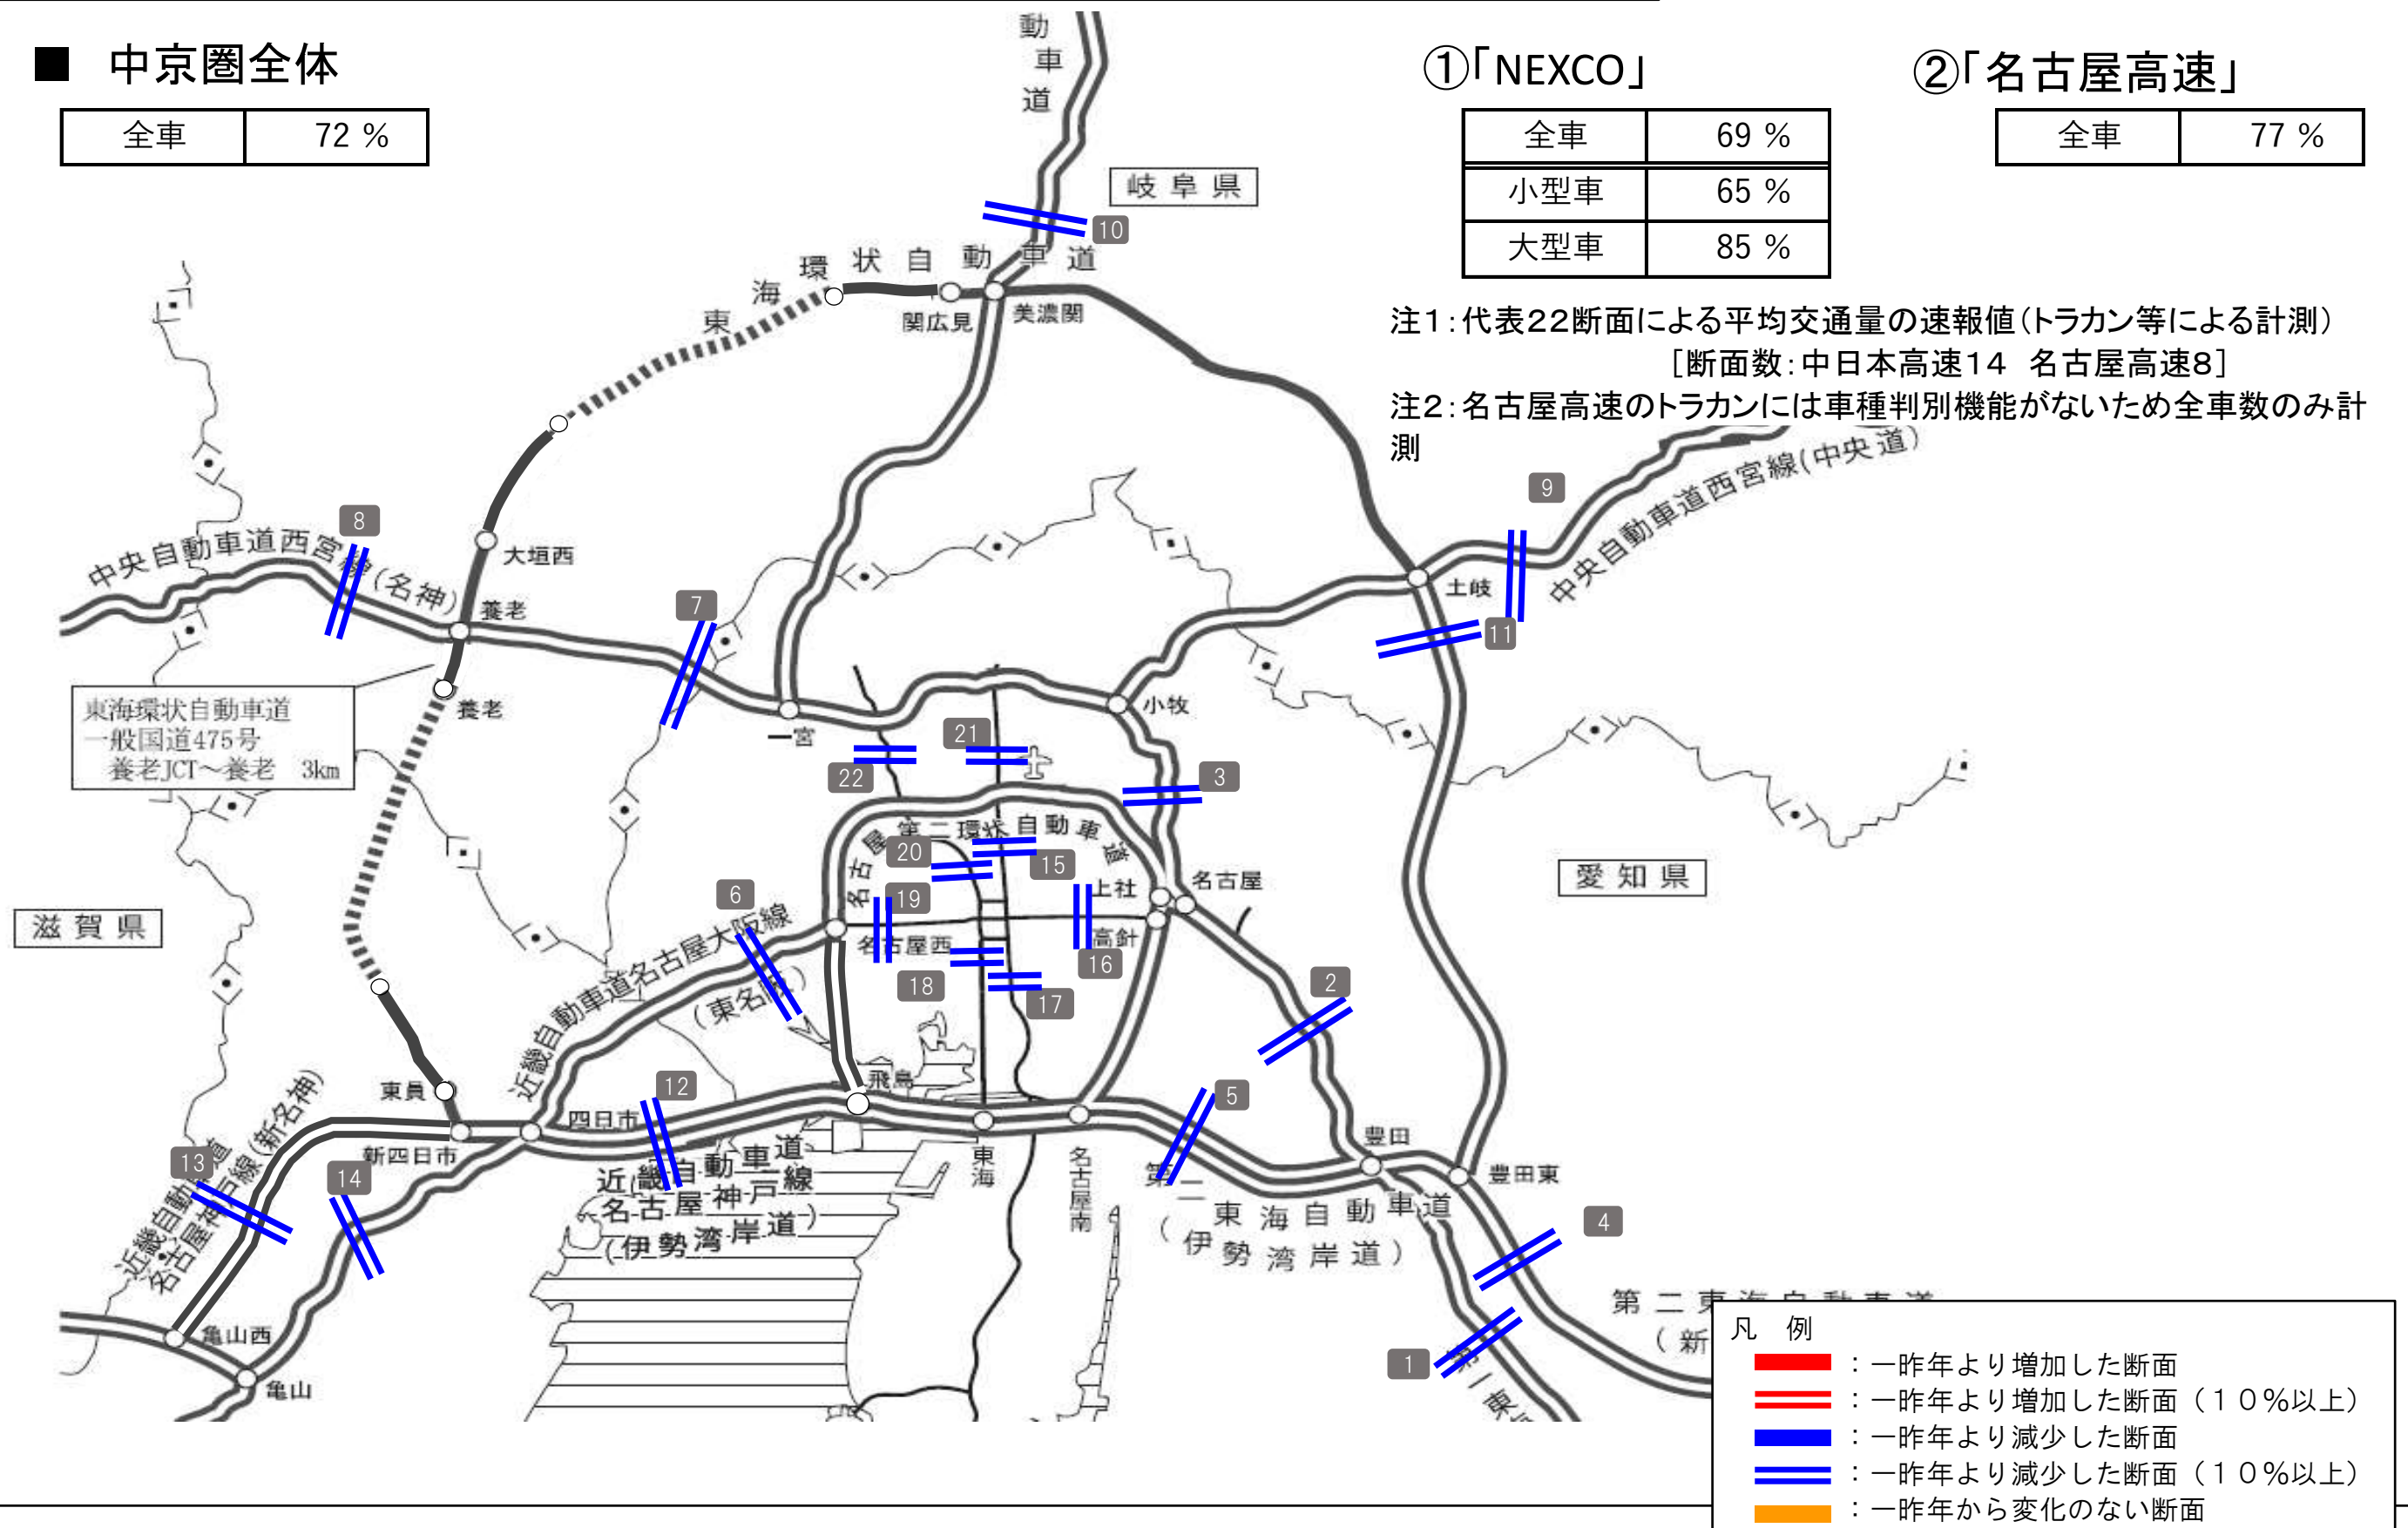 ■ 中京圏全体
全車 72 %
①「NEXCO」
全車 69 %
小型車 65 %
大型車 85 %
②「名古屋高速」
全車 77 %
注１：代表２２断面による平均交通量の速報値（トラカン等による計測）
［断面数：中日本高速１４　名古屋高速８］
注２：名古屋高速のトラカンには車種判別機能がないため全車数のみ計
測
動車道
岐阜県
10
東海環状自動車道
関広見
美濃関
9
中央自動車道西宮線(中央道)
8
中央自動車道西宮線(名神)
大垣西
養老
7
土岐
11
養老
東海環状自動車道
一般国道475号
養老JCT～養老　3km
一宮
小牧
21
22
3
名古屋第二環状自動車道
20
15
上社
名古屋
愛知県
19
6
滋賀県
名古屋西
高針
16
18
17
2
近畿自動車道名古屋大阪線
(東名阪)
東員
飛島
12
5
四日市
新四日市
13
14
近畿自動車道
名古屋神戸線(新名神)
近畿自動車道
名古屋神戸線
(伊勢湾岸道)
東海
名古屋南
豊田
豊田東
第二東海自動車道
(伊勢湾岸道)
4
亀山西
亀山
1
第一東
第二東海自動車道
(新
凡　例
：一昨年より増加した断面
：一昨年より増加した断面（１０％以上）
：一昨年より減少した断面
：一昨年より減少した断面（１０％以上）
：一昨年から変化のない断面